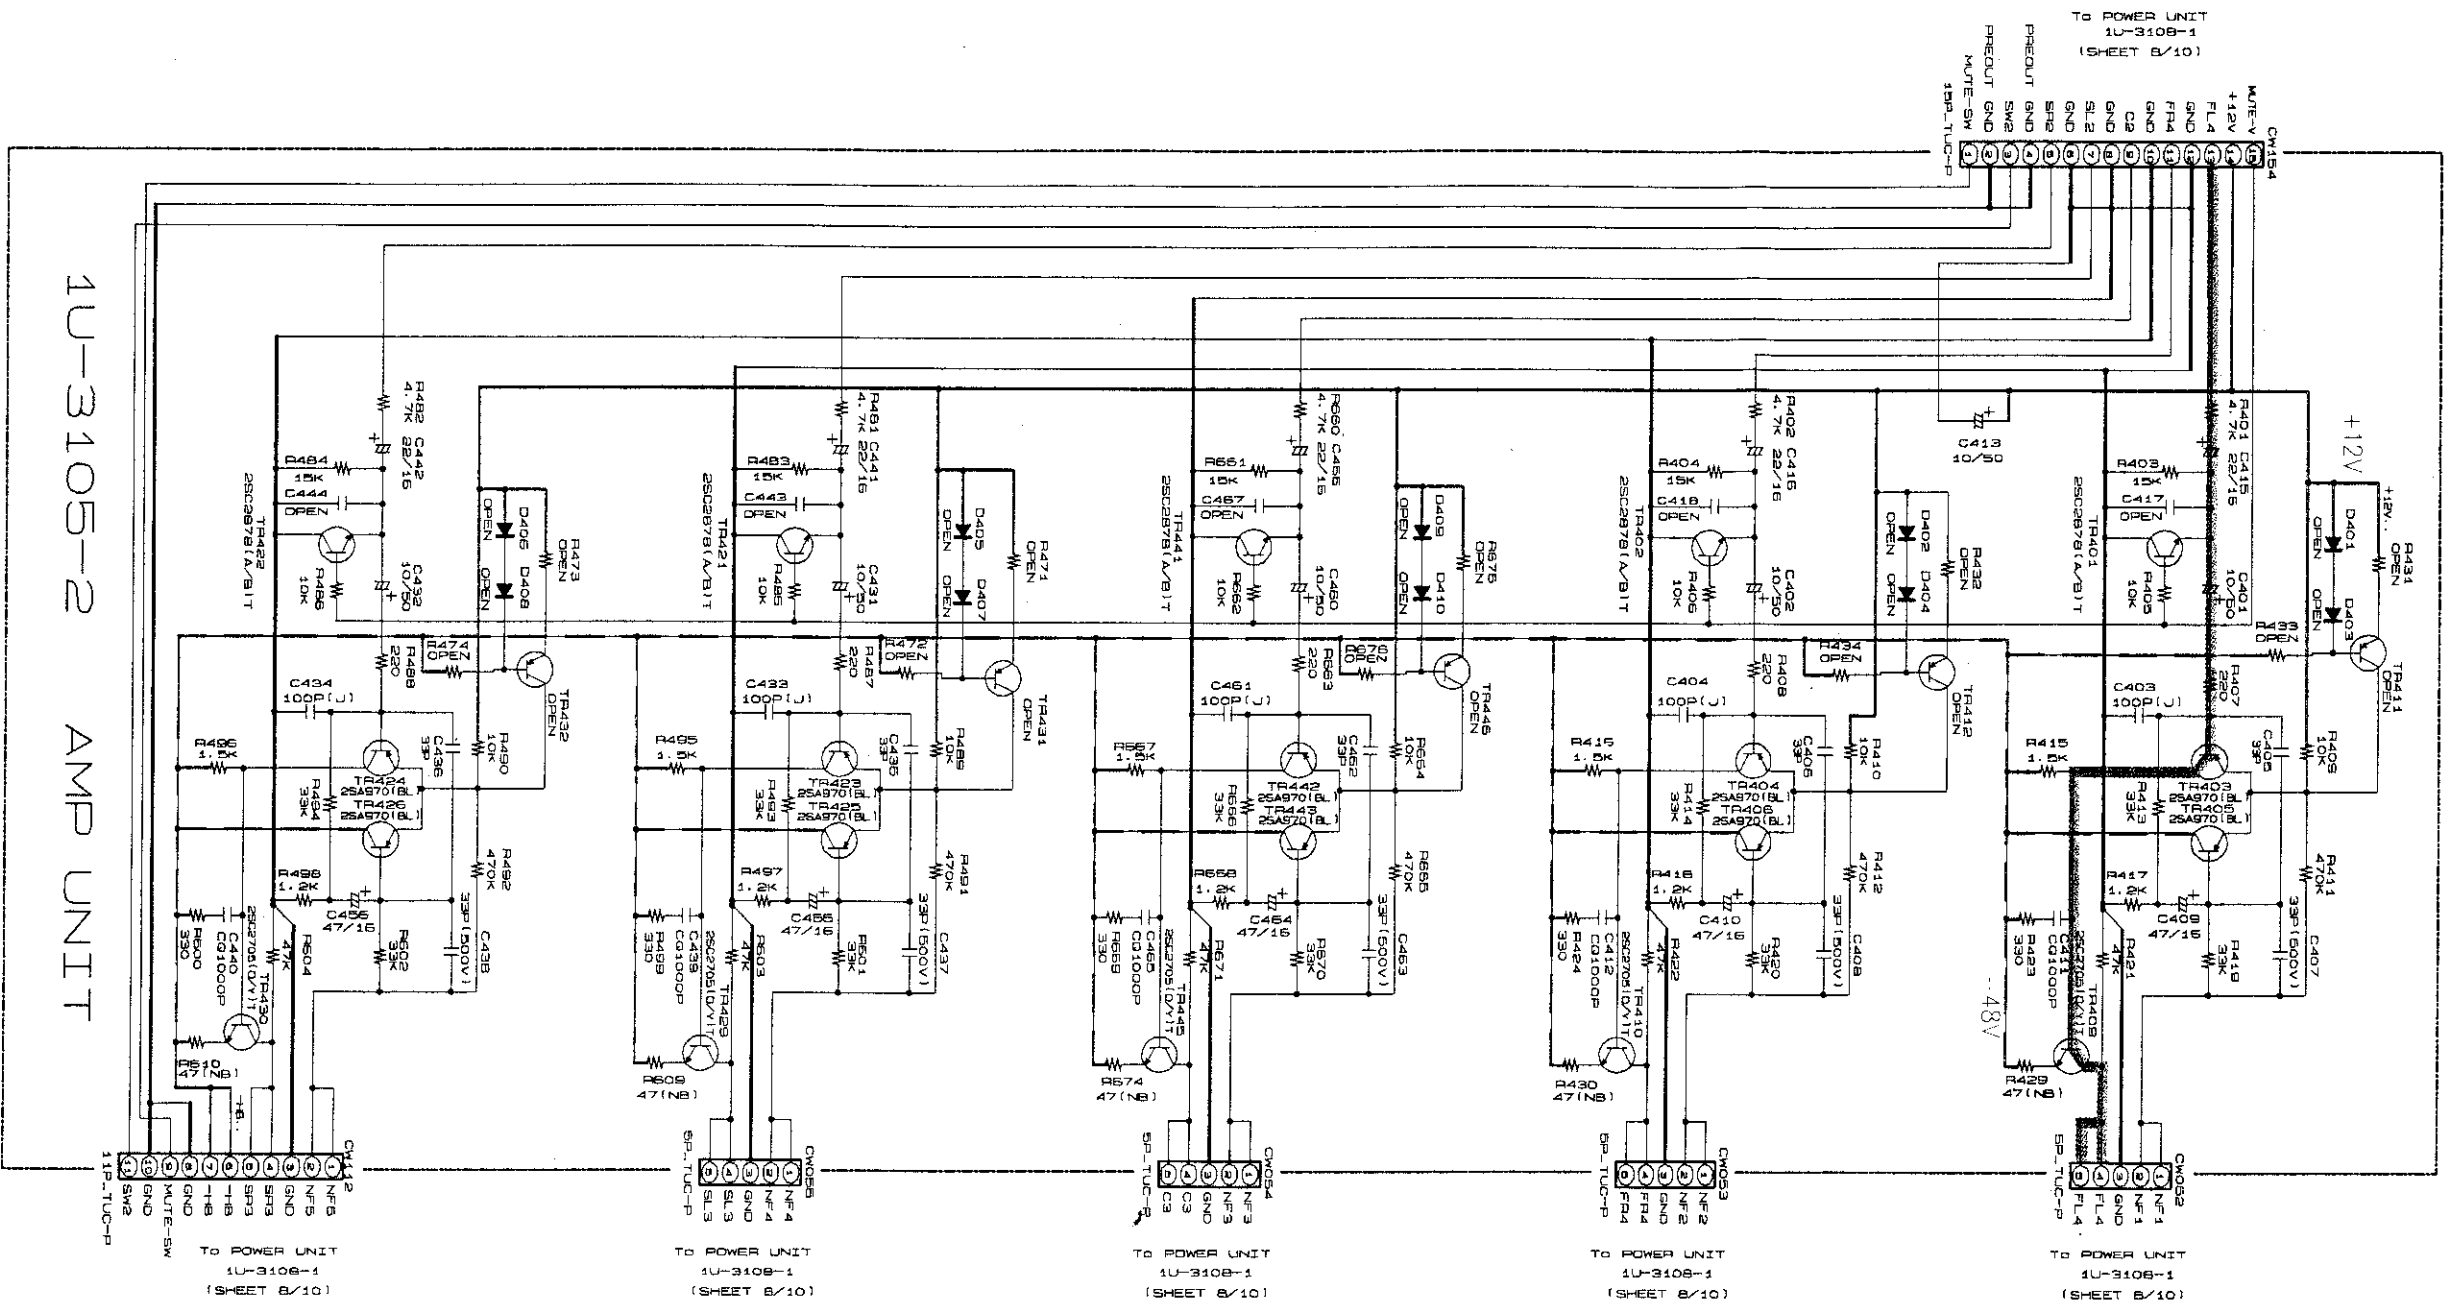 To POWER UNIT
1U-3108-1
(SHEET 8/10)
MUTE-SW
PREOUT GND
SW2
PREOUT GND
SR2
GND
SL2
GND
C2
GND
FR4
GND
FL4
+12V
MUTE-V
CW154
15P_TUC-P
1U-3105-2 AMP UNIT
R482
4.7K
C442
22/16
R484
15K
C444
OPEN
TR422
2SC2878(A/B)T
R486
10K
C432
10/50
D406
OPEN
D408
OPEN
R473
OPEN
R474
OPEN
TR432
OPEN
R488
220
C434
100P(J)
R496
1.5K
R494
33K
C436
33P
R490
10K
TR424
2SA970(BL)
TR426
2SA970(BL)
R492
470K
R498
1.2K
C456
47/16
C438
33P(500V)
R602
33K
R604
47K
R600
330
C440
CQ1000P
TR430
2SC2705(O/Y)T
R610
47(NB)
-HB..
CW112
NF5
NF5
GND
SR3
SR3
-HB
-HB
GND
MUTE-SW
GND
SW2
11P_TUC-P
To POWER UNIT
1U-3108-1
(SHEET 8/10)
R481
4.7K
C441
22/16
R483
15K
C443
OPEN
TR421
2SC2878(A/B)T
R485
10K
C431
10/50
D405
OPEN
D407
OPEN
R471
OPEN
R472
OPEN
TR431
OPEN
R487
220
C433
100P(J)
R495
1.5K
R493
33K
C435
33P
R489
10K
TR423
2SA970(BL)
TR425
2SA970(BL)
R491
470K
R497
1.2K
C455
47/16
C437
33P(500V)
R601
33K
R603
47K
R499
330
C439
CQ1000P
TR429
2SC2705(O/Y)T
R609
47(NB)
CW055
NF4
NF4
GND
SL3
SL3
5P_TUC-P
To POWER UNIT
1U-3108-1
(SHEET 8/10)
R660
4.7K
C466
22/16
R661
15K
C467
OPEN
TR441
2SC2878(A/B)T
R662
10K
C460
10/50
D409
OPEN
D410
OPEN
R675
OPEN
R676
OPEN
TR446
OPEN
R663
220
C461
100P(J)
R667
1.5K
R666
33K
C462
33P
R664
10K
TR442
2SA970(BL)
TR443
2SA970(BL)
R665
470K
R668
1.2K
C464
47/16
C463
33P(500V)
R670
33K
R671
47K
R669
330
C465
CQ1000P
TR445
2SC2705(O/Y)T
R674
47(NB)
CW054
NF3
NF3
GND
C3
C3
5P_TUC-P
To POWER UNIT
1U-3108-1
(SHEET 8/10)
R402
4.7K
C416
22/16
R404
15K
C418
OPEN
TR402
2SC2878(A/B)T
R406
10K
C402
10/50
D402
OPEN
D404
OPEN
R432
OPEN
R434
OPEN
TR412
OPEN
C413
10/50
R408
220
C404
100P(J)
R416
1.5K
R414
33K
C406
33P
R410
10K
TR404
2SA970(BL)
TR406
2SA970(BL)
R412
470K
R418
1.2K
C410
47/16
C408
33P(500V)
R420
33K
R422
47K
R424
330
C412
CQ1000P
TR410
2SC2705(O/Y)T
R430
47(NB)
CW053
NF2
NF2
GND
FR4
FR4
5P_TUC-P
To POWER UNIT
1U-3108-1
(SHEET 8/10)
+12V
+12V..
R401
4.7K
C415
22/16
R403
15K
C417
OPEN
TR401
2SC2878(A/B)T
R405
10K
C401
10/50
D401
OPEN
D403
OPEN
R431
OPEN
R433
OPEN
TR411
OPEN
R407
220
C403
100P(J)
R415
1.5K
R413
33K
C405
33P
R409
10K
TR403
2SA970(BL)
TR405
2SA970(BL)
R411
470K
R417
1.2K
C409
47/16
C407
33P(500V)
R419
33K
R421
47K
R423
330
C411
CQ1000P
TR409
2SC2705(O/Y)T
-48V
R429
47(NB)
CW052
NF1
NF1
GND
FL4
FL4
5P_TUC-P
To POWER UNIT
1U-3108-1
(SHEET 8/10)